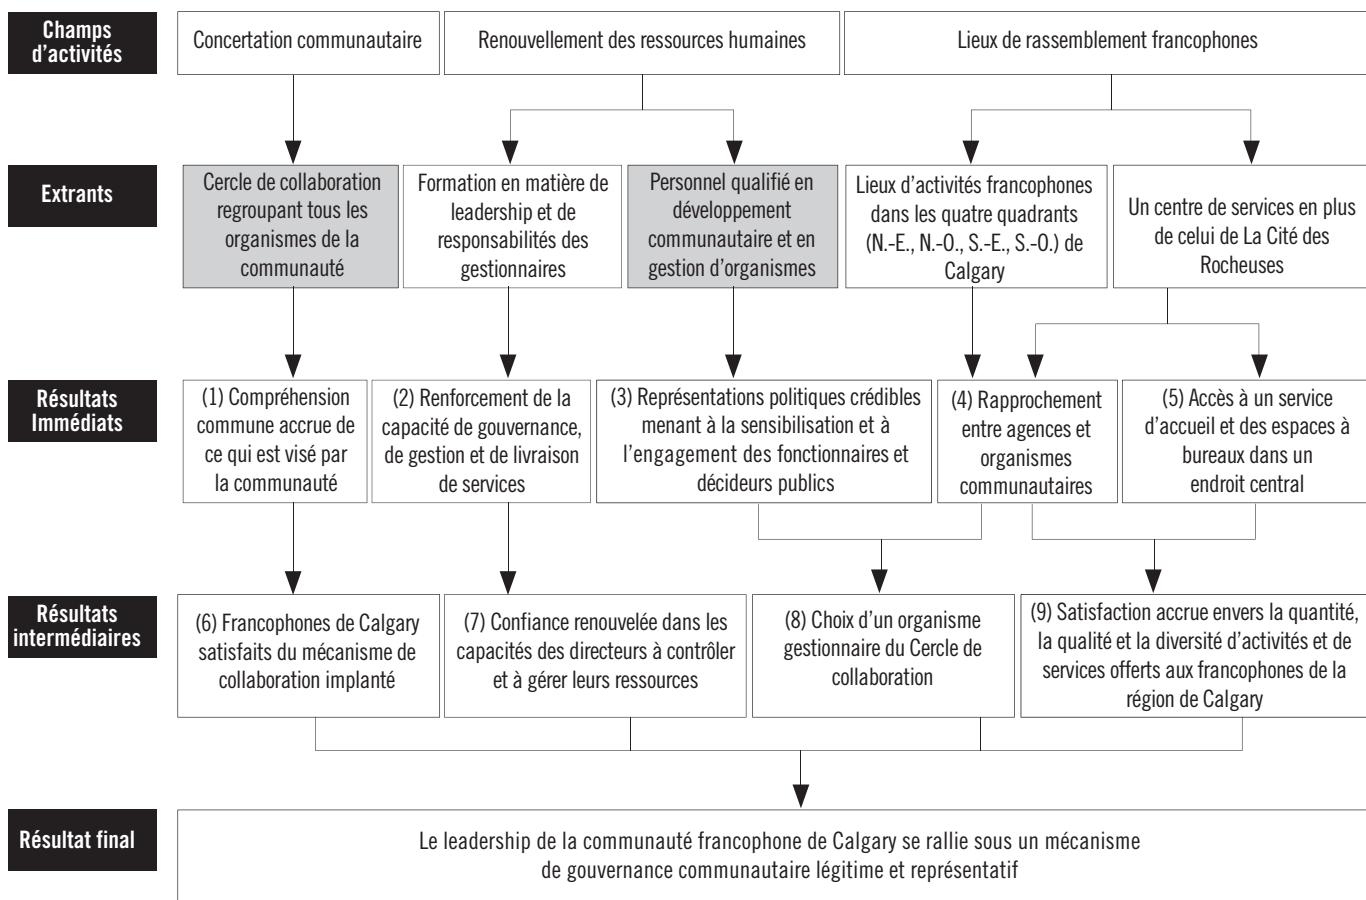 Champs
d'activités
Concertation communautaire
Renouvellement des ressources humaines
Lieux de rassemblement francophones
Extrants
Cercle de collaboration
regroupant tous les
organismes de la
communauté
Formation en matière de
leadership et de
responsabilités des
gestionnaires
Personnel qualifié en
développement
communautaire et en
gestion d'organismes
Lieux d'activités francophones
dans les quatre quadrants
(N.-E., N.-O., S.-E., S.-O.) de
Calgary
Un centre de services en plus
de celui de La Cité des
Rocheuses
Résultats
Immédiats
(1) Compréhension
commune accrue de
ce qui est visé par
la communauté
(2) Renforcement de la
capacité de gouvernance,
de gestion et de livraison
de services
(3) Représentations politiques crédibles
menant à la sensibilisation et à
l'engagement des fonctionnaires et
décideurs publics
(4) Rapprochement
entre agences et
organismes
communautaires
(5) Accès à un service
d'accueil et des espaces à
bureaux dans un
endroit central
Résultats
intermédiaires
(6) Francophones de Calgary
satisfaits du mécanisme de
collaboration implanté
(7) Confiance renouvelée dans les
capacités des directeurs à contrôler
et à gérer leurs ressources
(8) Choix d'un organisme
gestionnaire du Cercle de
collaboration
(9) Satisfaction accrue envers la quantité,
la qualité et la diversité d'activités et de
services offerts aux francophones de la
région de Calgary
Résultat final
Le leadership de la communauté francophone de Calgary se rallie sous un mécanisme
de gouvernance communautaire légitime et représentatif